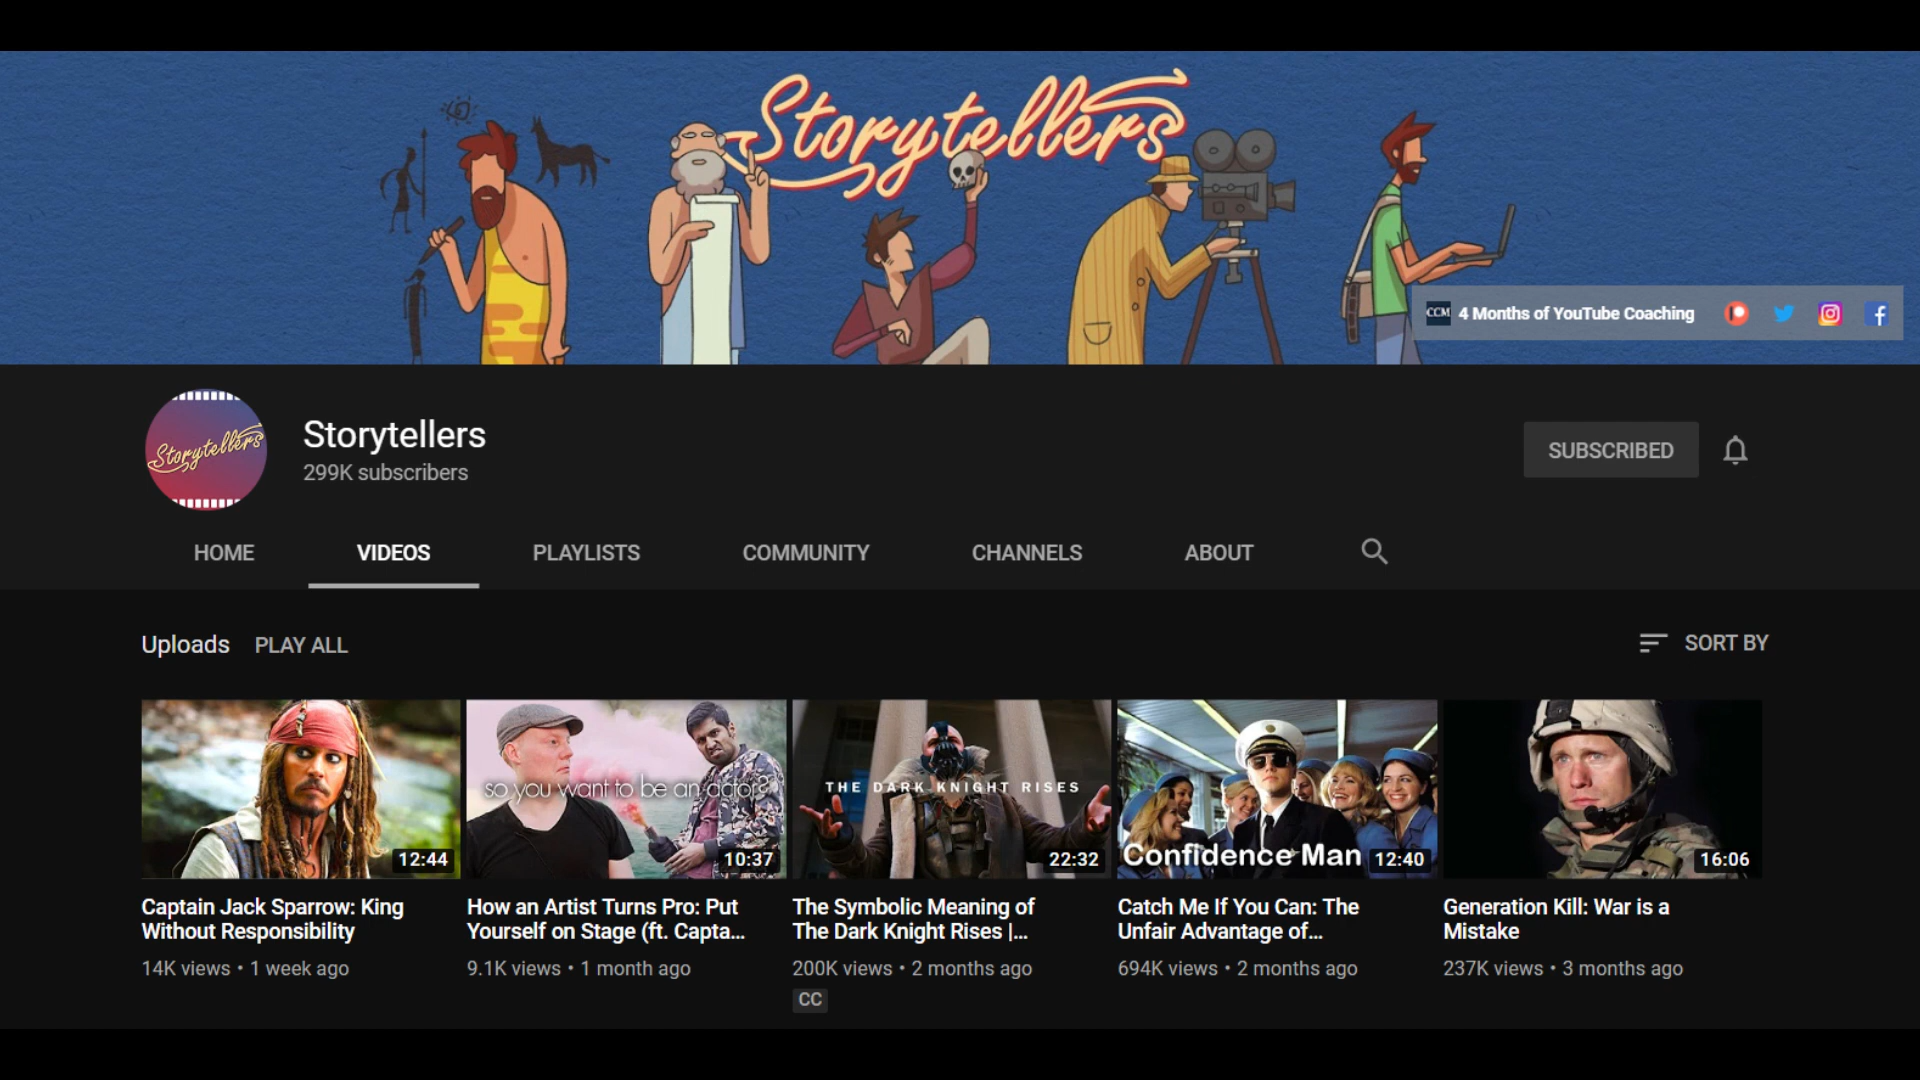 Storytellers
CCM 4 Months of YouTube Coaching
Storytellers
Storytellers
299K subscribers
SUBSCRIBED
HOME VIDEOS PLAYLISTS COMMUNITY CHANNELS ABOUT
Uploads PLAY ALL SORT BY
12:44
so you want to be an actor?
10:37
THE DARK KNIGHT RISES
22:32
Confidence Man 12:40
16:06
Captain Jack Sparrow: King
Without Responsibility
14K views • 1 week ago
How an Artist Turns Pro: Put
Yourself on Stage (ft. Capta...
9.1K views • 1 month ago
The Symbolic Meaning of
The Dark Knight Rises |...
200K views • 2 months ago
CC
Catch Me If You Can: The
Unfair Advantage of...
694K views • 2 months ago
Generation Kill: War is a
Mistake
237K views • 3 months ago